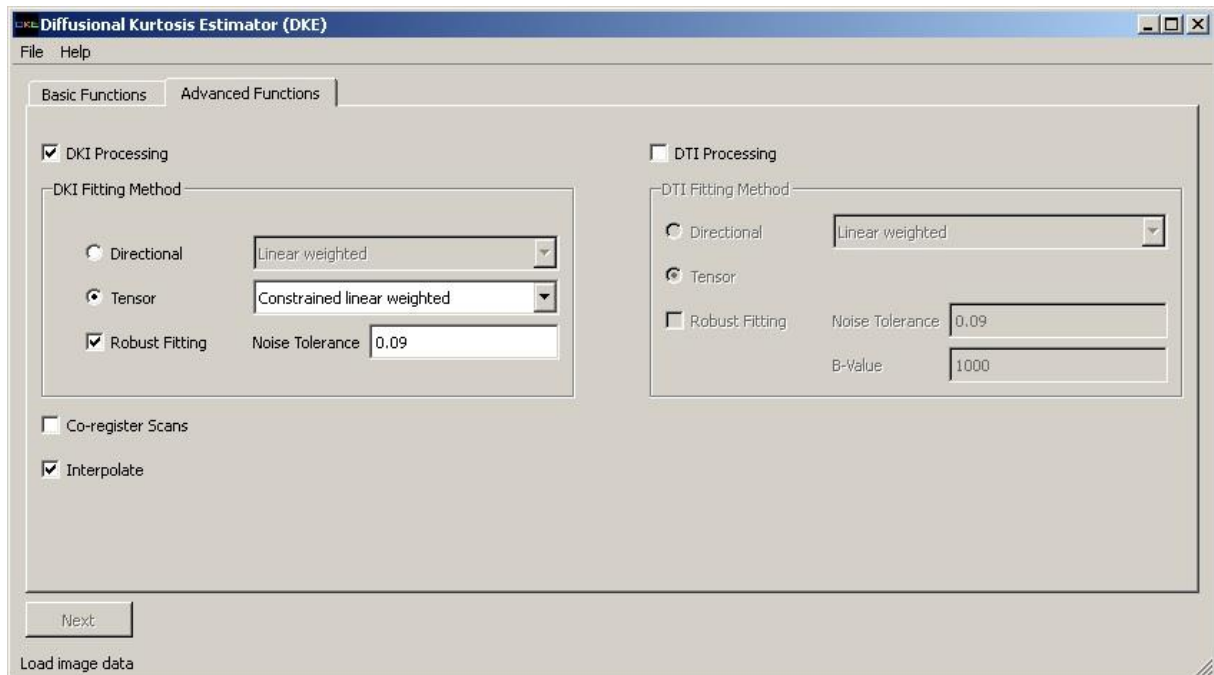 DKE Diffusional Kurtosis Estimator (DKE)
File Help
Basic Functions Advanced Functions
DKI Processing
DKI Fitting Method
Directional Linear weighted
Tensor Constrained linear weighted
Robust Fitting Noise Tolerance 0.09
Co-register Scans
Interpolate
DTI Processing
DTI Fitting Method
Directional Linear weighted
Tensor
Robust Fitting Noise Tolerance 0.09
B-Value 1000
Next
Load image data